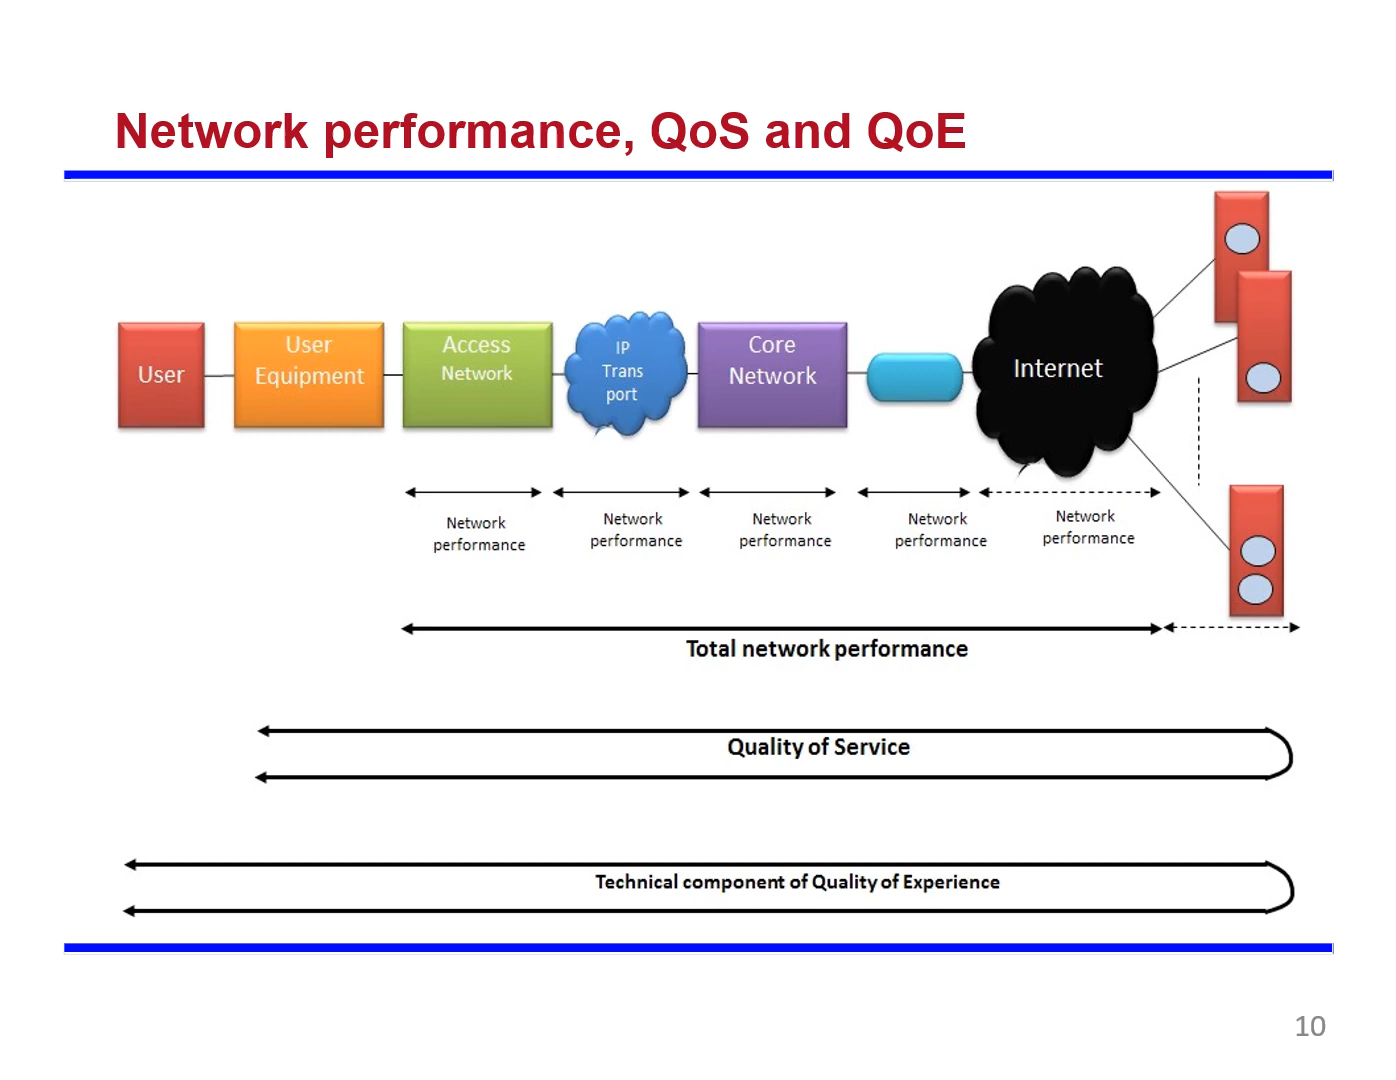 Network performance, QoS and QoE
User
User
Equipment
Access
Network
IP
Trans
port
Core
Network
Internet
Network
performance
Network
performance
Network
performance
Network
performance
Network
performance
Total network performance
Quality of Service
Technical component of Quality of Experience
10